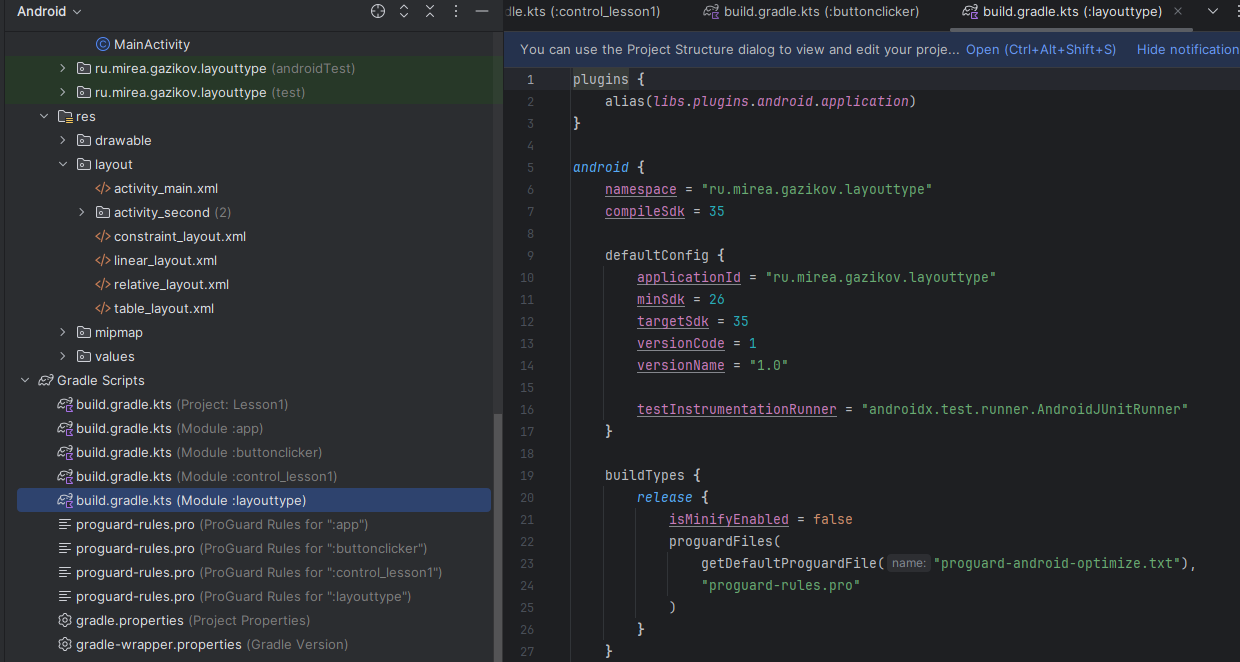 Android
MainActivity
ru.mirea.gazikov.layouttype (androidTest)
ru.mirea.gazikov.layouttype (test)
res
drawable
layout
activity_main.xml
activity_second (2)
constraint_layout.xml
linear_layout.xml
relative_layout.xml
table_layout.xml
mipmap
values
Gradle Scripts
build.gradle.kts (Project: Lesson1)
build.gradle.kts (Module :app)
build.gradle.kts (Module :buttonclicker)
build.gradle.kts (Module :control_lesson1)
build.gradle.kts (Module :layouttype)
proguard-rules.pro (ProGuard Rules for ":app")
proguard-rules.pro (ProGuard Rules for ":buttonclicker")
proguard-rules.pro (ProGuard Rules for ":control_lesson1")
proguard-rules.pro (ProGuard Rules for ":layouttype")
gradle.properties (Project Properties)
gradle-wrapper.properties (Gradle Version)
dle.kts (:control_lesson1) build.gradle.kts (:buttonclicker) build.gradle.kts (:layouttype)
You can use the Project Structure dialog to view and edit your proje... Open (Ctrl+Alt+Shift+S) Hide notification
1 plugins {
2 alias(libs.plugins.android.application)
3 }
4
5 android {
6 namespace = "ru.mirea.gazikov.layouttype"
7 compileSdk = 35
8
9 defaultConfig {
10 applicationId = "ru.mirea.gazikov.layouttype"
11 minSdk = 26
12 targetSdk = 35
13 versionCode = 1
14 versionName = "1.0"
15
16 testInstrumentationRunner = "androidx.test.runner.AndroidJUnitRunner"
17 }
18
19 buildTypes {
20 release {
21 isMinifyEnabled = false
22 proguardFiles(
23 getDefaultProguardFile( name: "proguard-android-optimize.txt"),
24 "proguard-rules.pro"
25 )
26 }
27 }